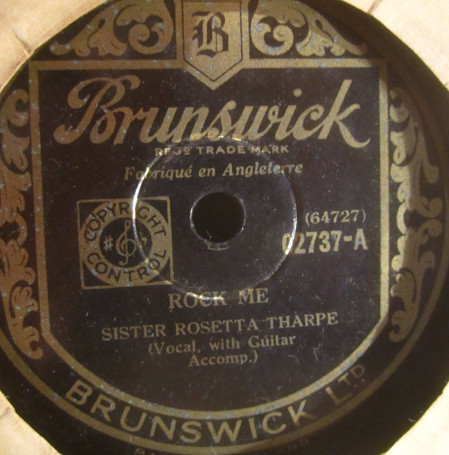 B
Brunswick
REGD TRADE MARK
Fabriqué en Angleterre
COPYRIGHT
CONTROL
(64727)
02737-A
ROCK ME
SISTER ROSETTA THARPE
(Vocal, with Guitar
Accomp.)
BRUNSWICK LTD